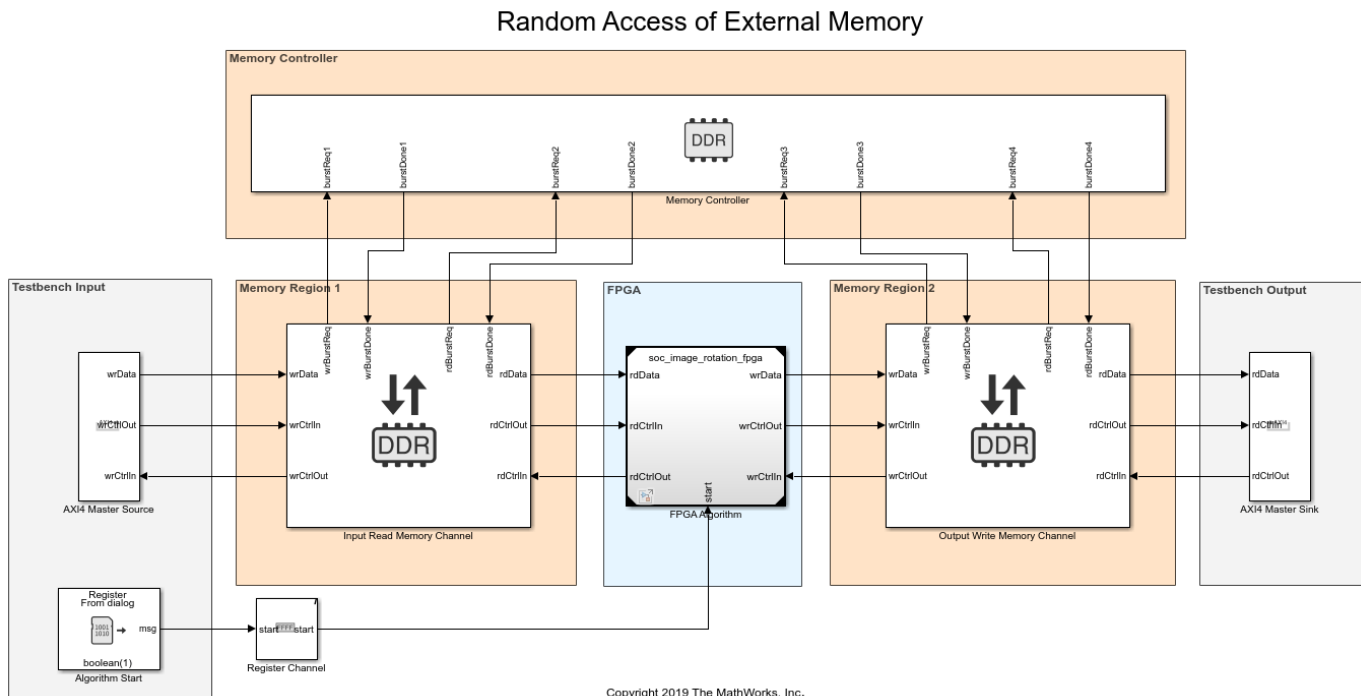 Random Access of External Memory
Memory Controller
DDR
burstReq1
burstDone1
burstReq2
burstDone2
burstReq3
burstDone3
burstReq4
burstDone4
Memory Controller
Testbench Input
wrData
wrCtrlOut
wrCtrlIn
AXI4 Master Source
Memory Region 1
wrBurstReq
wrBurstDone
rdBurstReq
rdBurstDone
wrData
wrCtrlIn
wrCtrlOut
DDR
rdData
rdCtrlOut
rdCtrlIn
Input Read Memory Channel
FPGA
soc_image_rotation_fpga
rdData
rdCtrlIn
rdCtrlOut
wrData
wrCtrlOut
wrCtrlIn
start
FPGA Algorithm
Memory Region 2
wrBurstReq
wrBurstDone
rdBurstReq
rdBurstDone
wrData
wrCtrlIn
wrCtrlOut
DDR
rdData
rdCtrlOut
rdCtrlIn
Output Write Memory Channel
Testbench Output
rdData
rdCtrlIn
rdCtrlOut
AXI4 Master Sink
Register
From dialog
1001
1010
msg
boolean(1)
Algorithm Start
start
start
Register Channel
Copyright 2019 The MathWorks, Inc.